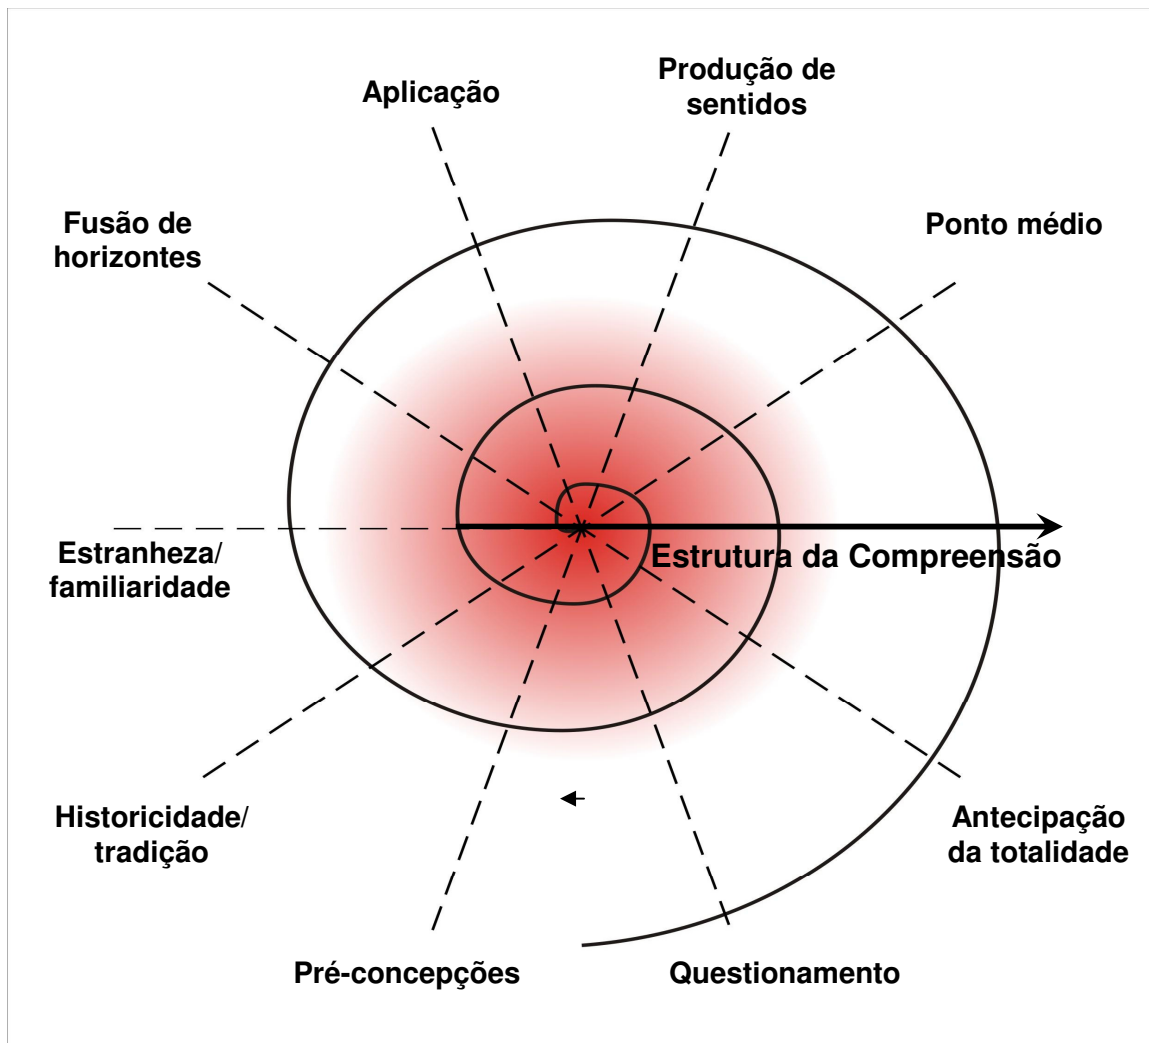 Produção de
sentidos
Aplicação
Fusão de
horizontes
Ponto médio
Estranheza/
familiaridade
Estrutura da Compreensão
Historicidade/
tradição
Antecipação
da totalidade
Pré-concepções
Questionamento